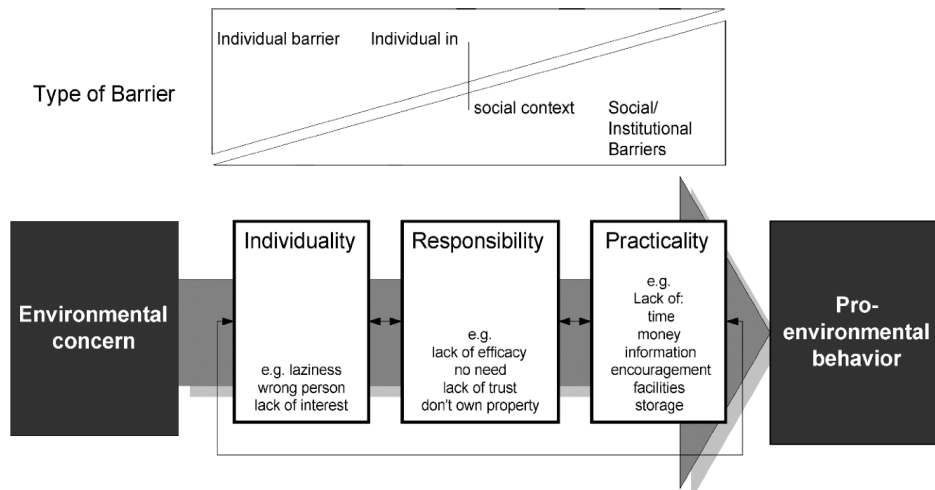 Individual barrier
Individual in
Type of Barrier
social context
Social/
Institutional
Barriers
Environmental
concern
Individuality
e.g. laziness
wrong person
lack of interest
Responsibility
e.g.
lack of efficacy
no need
lack of trust
don't own property
Practicality
e.g.
Lack of:
time
money
information
encouragement
facilities
storage
Pro-
environmental
behavior